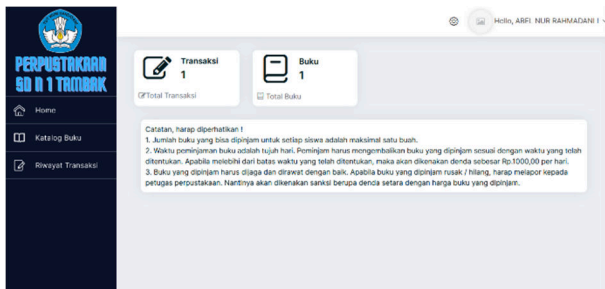 Hello, ABEL NUR RAHMADANI !
PERPUSTAKAAN
SD N 1 TAMBAK
Home
Katalog Buku
Riwayat Transaksi
Transaksi
1
Total Transaksi
Buku
1
Total Buku
Catatan, harap diperhatikan !
1. Jumlah buku yang bisa dipinjam untuk setiap siswa adalah maksimal satu buah.
2. Waktu peminjaman buku adalah tujuh hari. Peminjam harus mengembalikan buku yang dipinjam sesuai dengan waktu yang telah
ditentukan. Apabila melebihi dari batas waktu yang telah ditentukan, maka akan dikenakan denda sebesar Rp.1000,00 per hari.
3. Buku yang dipinjam harus dijaga dan dirawat dengan baik. Apabila buku yang dipinjam rusak / hilang, harap melapor kepada
petugas perpustakaan. Nantinya akan dikenakan sanksi berupa denda setara dengan harga buku yang dipinjam.